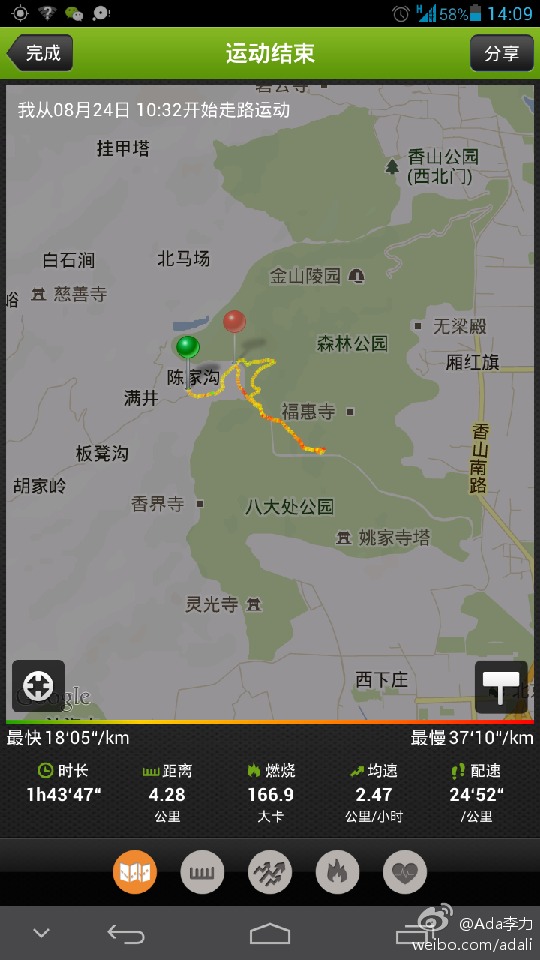 58% 14:09
完成
运动结束
分享
碧云寺
我从08月24日 10:32开始走路运动
挂甲塔
香山公园
(西北门)
白石涧
北马场
金山陵园
峪
慈善寺
无梁殿
森林公园
厢红旗
陈家沟
满井
福惠寺
香山南路
板凳沟
胡家岭
香界寺
八大处公园
姚家寺塔
灵光寺
西下庄
Google
最快 18'05"/km
最慢 37'10"/km
时长
距离
燃烧
均速
配速
1h43'47"
4.28
166.9
2.47
24'52"
公里
大卡
公里/小时
/公里
@Ada李力
weibo.com/adali